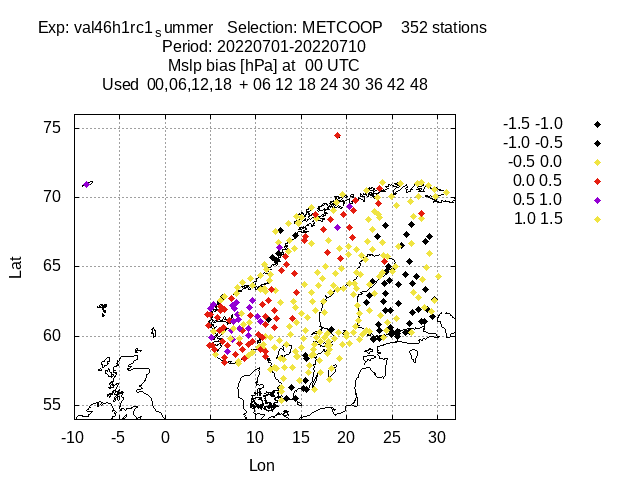 Exp: val46h1rc1summer Selection: METCOOP 352 stations
Period: 20220701-20220710
Mslp bias [hPa] at 00 UTC
Used 00,06,12,18 + 06 12 18 24 30 36 42 48
-1.5 -1.0
-1.0 -0.5
-0.5 0.0
0.0 0.5
0.5 1.0
1.0 1.5
75
70
65
60
55
Lat
-10 -5 0 5 10 15 20 25 30
Lon